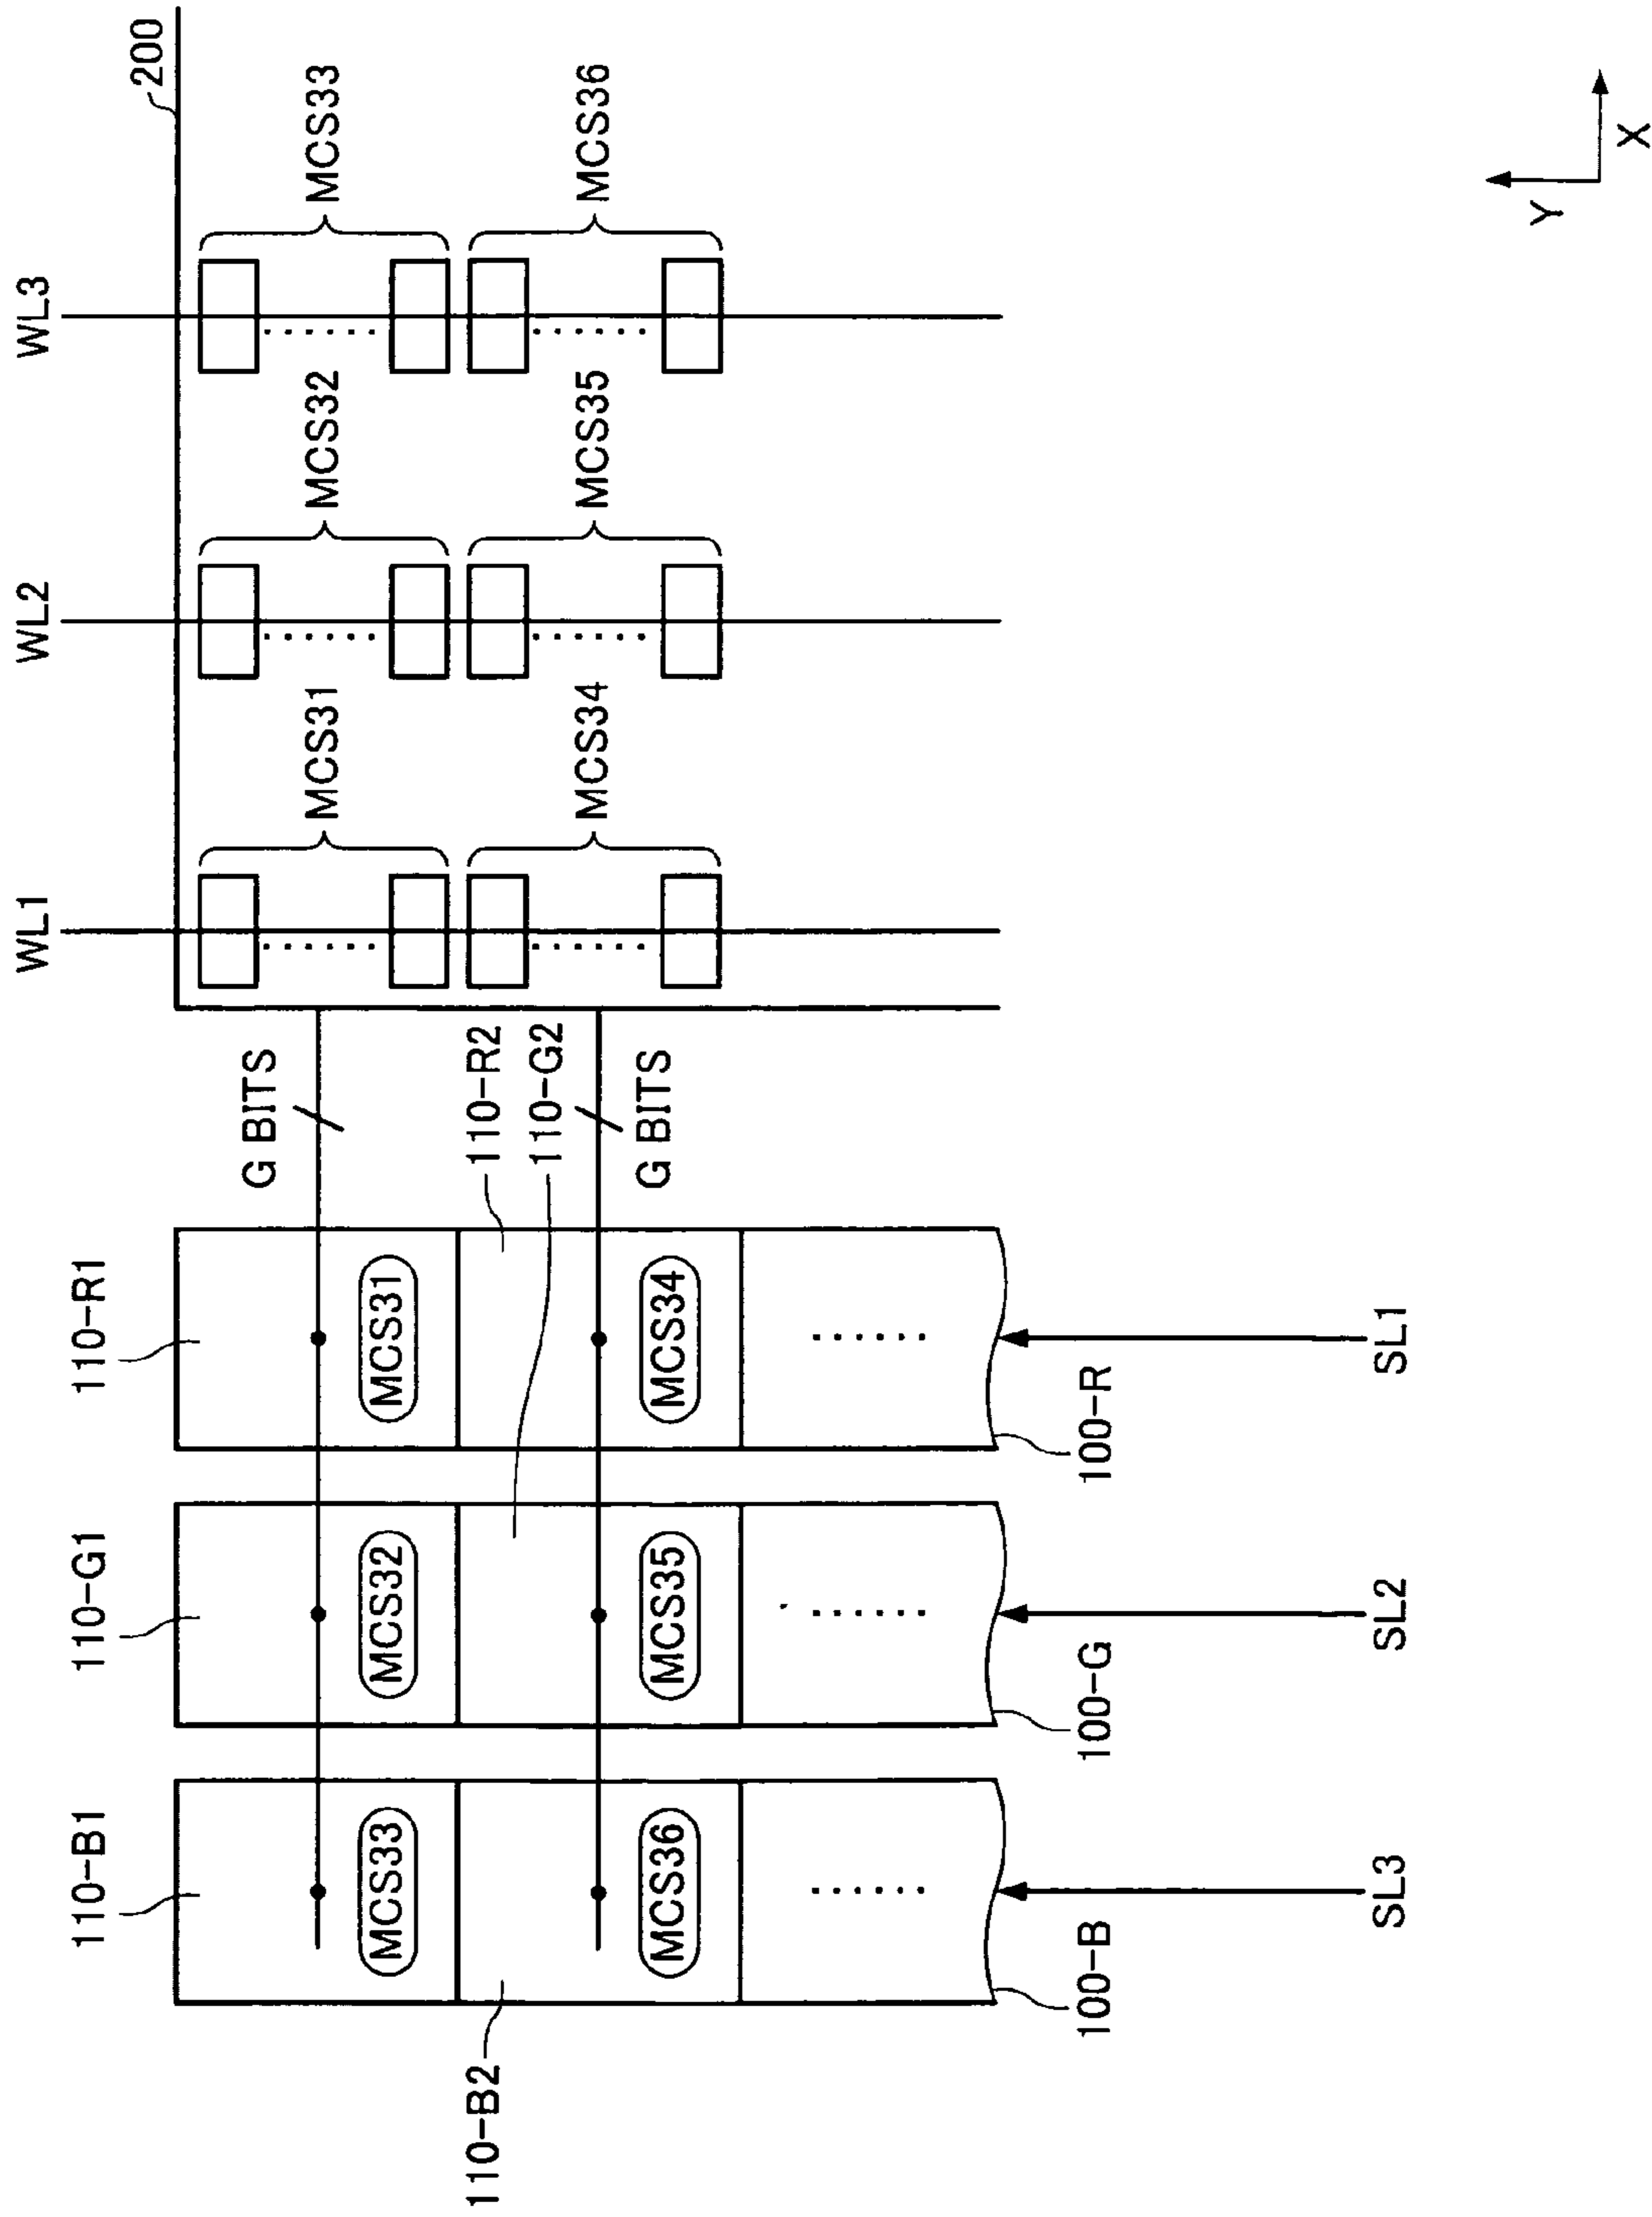 WL1
WL2
WL3
200
MCS31
MCS32
MCS33
MCS34
MCS35
MCS36
G BITS
G BITS
110-R1
110-G1
110-B1
110-R2
110-G2
110-B2
MCS33
MCS32
MCS31
MCS36
MCS35
MCS34
100-B
100-G
100-R
SL3
SL2
SL1
Y
X